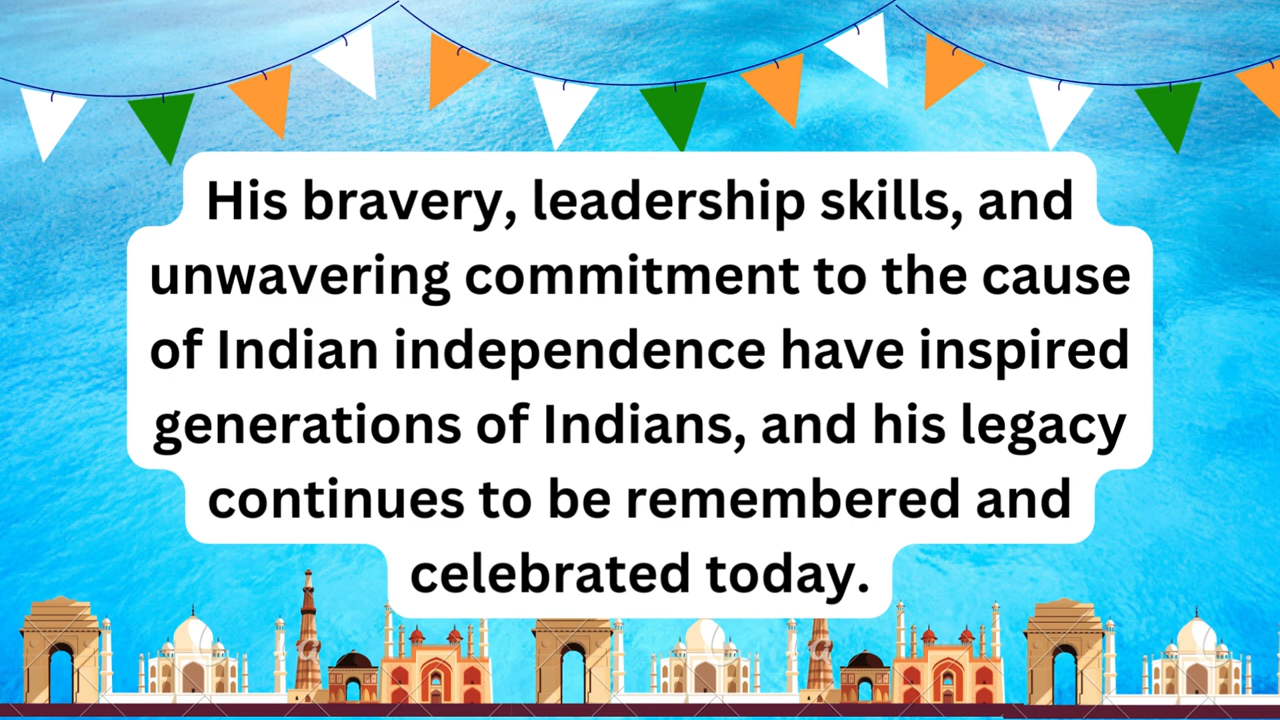 His bravery, leadership skills, and
unwavering commitment to the cause
of Indian independence have inspired
generations of Indians, and his legacy
continues to be remembered and
celebrated today.